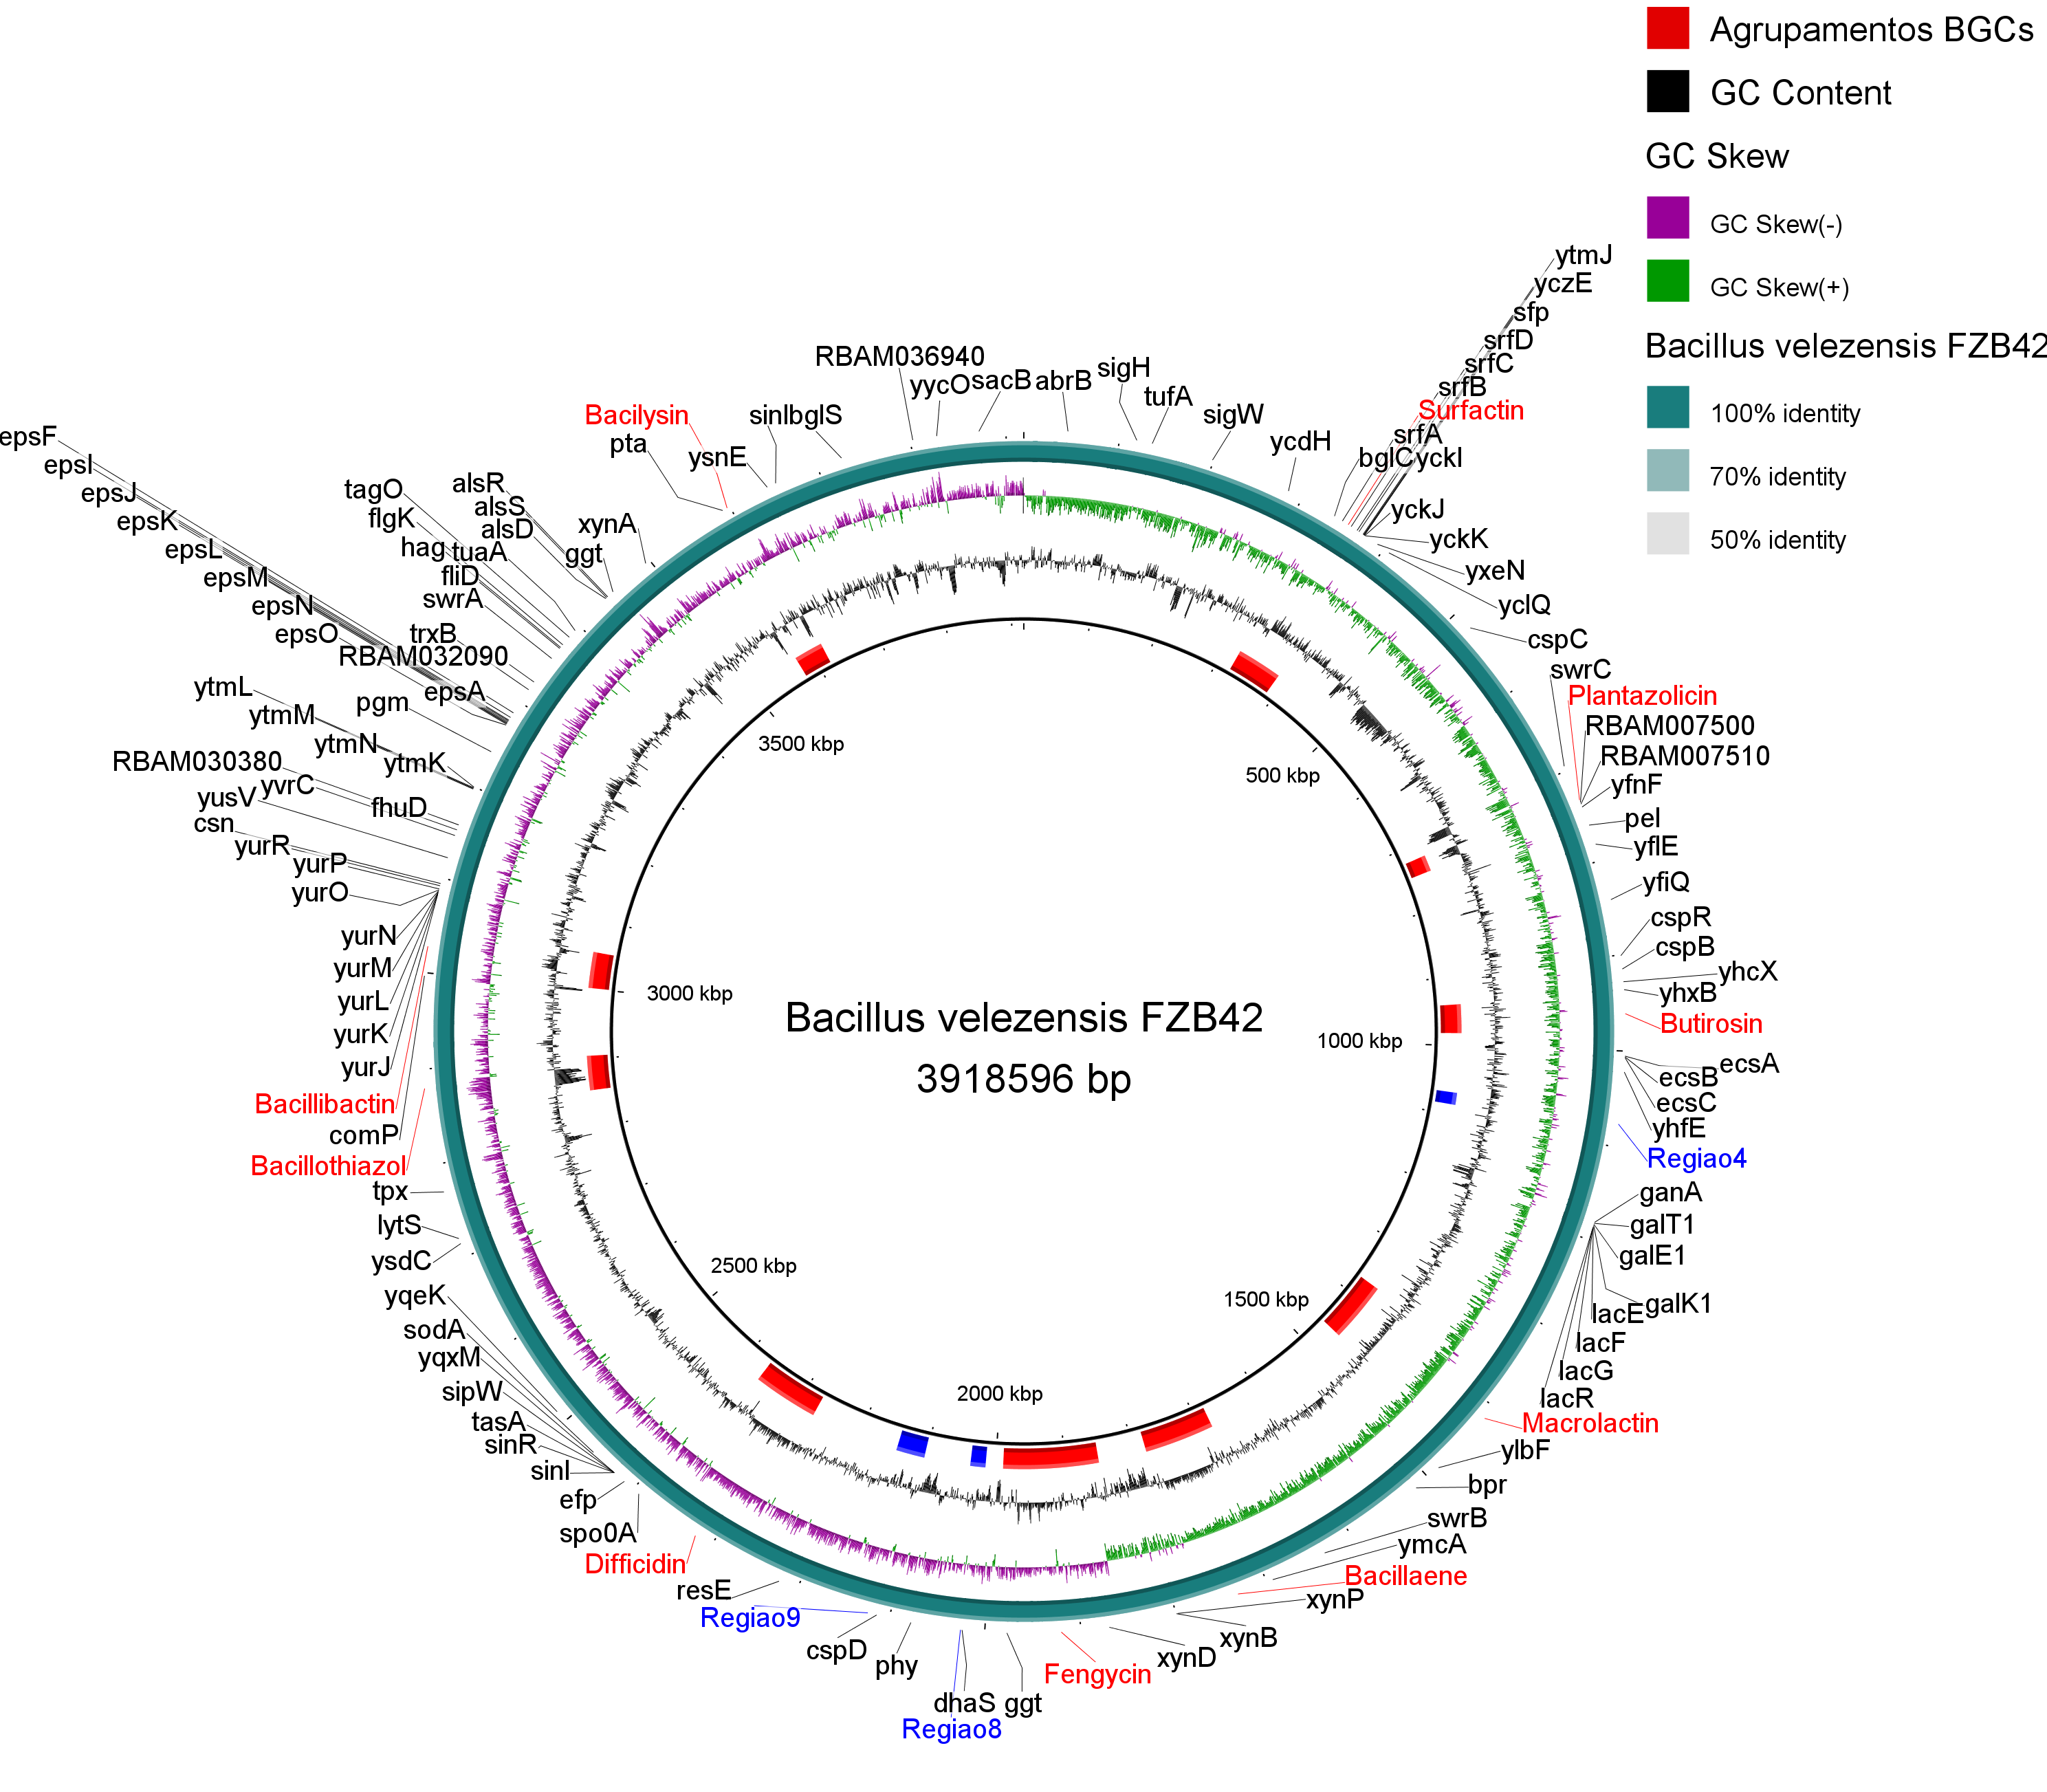 Agrupamentos BGCs
GC Content
GC Skew
GC Skew(-)
GC Skew(+)
Bacillus velezensis FZB42
100% identity
70% identity
50% identity
Bacillus velezensis FZB42
3918596 bp
500 kbp
1000 kbp
1500 kbp
2000 kbp
2500 kbp
3000 kbp
3500 kbp
abrB
sigH
tufA
sigW
ycdH
bglC
yckI
srfA
Surfactin
srfB
srfC
srfD
sfp
yczE
ytmJ
yckJ
yckK
yxeN
yclQ
cspC
swrC
Plantazolicin
RBAM007500
RBAM007510
yfnF
pel
yflE
yfiQ
cspR
cspB
yhcX
yhxB
Butirosin
ecsA
ecsB
ecsC
yhfE
Regiao4
ganA
galT1
galE1
galK1
lacE
lacF
lacG
lacR
Macrolactin
ylbF
bpr
swrB
ymcA
Bacillaene
xynP
xynB
xynD
Fengycin
ggt
dhaS
Regiao8
phy
cspD
Regiao9
resE
Difficidin
spo0A
efp
sinI
sinR
tasA
sipW
yqxM
sodA
yqeK
ysdC
lytS
tpx
Bacillothiazol
comP
Bacillibactin
yurJ
yurK
yurL
yurM
yurN
yurO
yurP
yurR
csn
yusV
yvrC
fhuD
RBAM030380
ytmK
ytmN
ytmM
ytmL
pgm
epsA
epsO
epsN
epsM
epsL
epsK
epsJ
epsI
epsF
RBAM032090
trxB
swrA
fliD
hag
flgK
tagO
tuaA
alsD
alsS
alsR
ggt
xynA
pta
Bacilysin
ysnE
sinI
bglS
RBAM036940
yycO
sacB